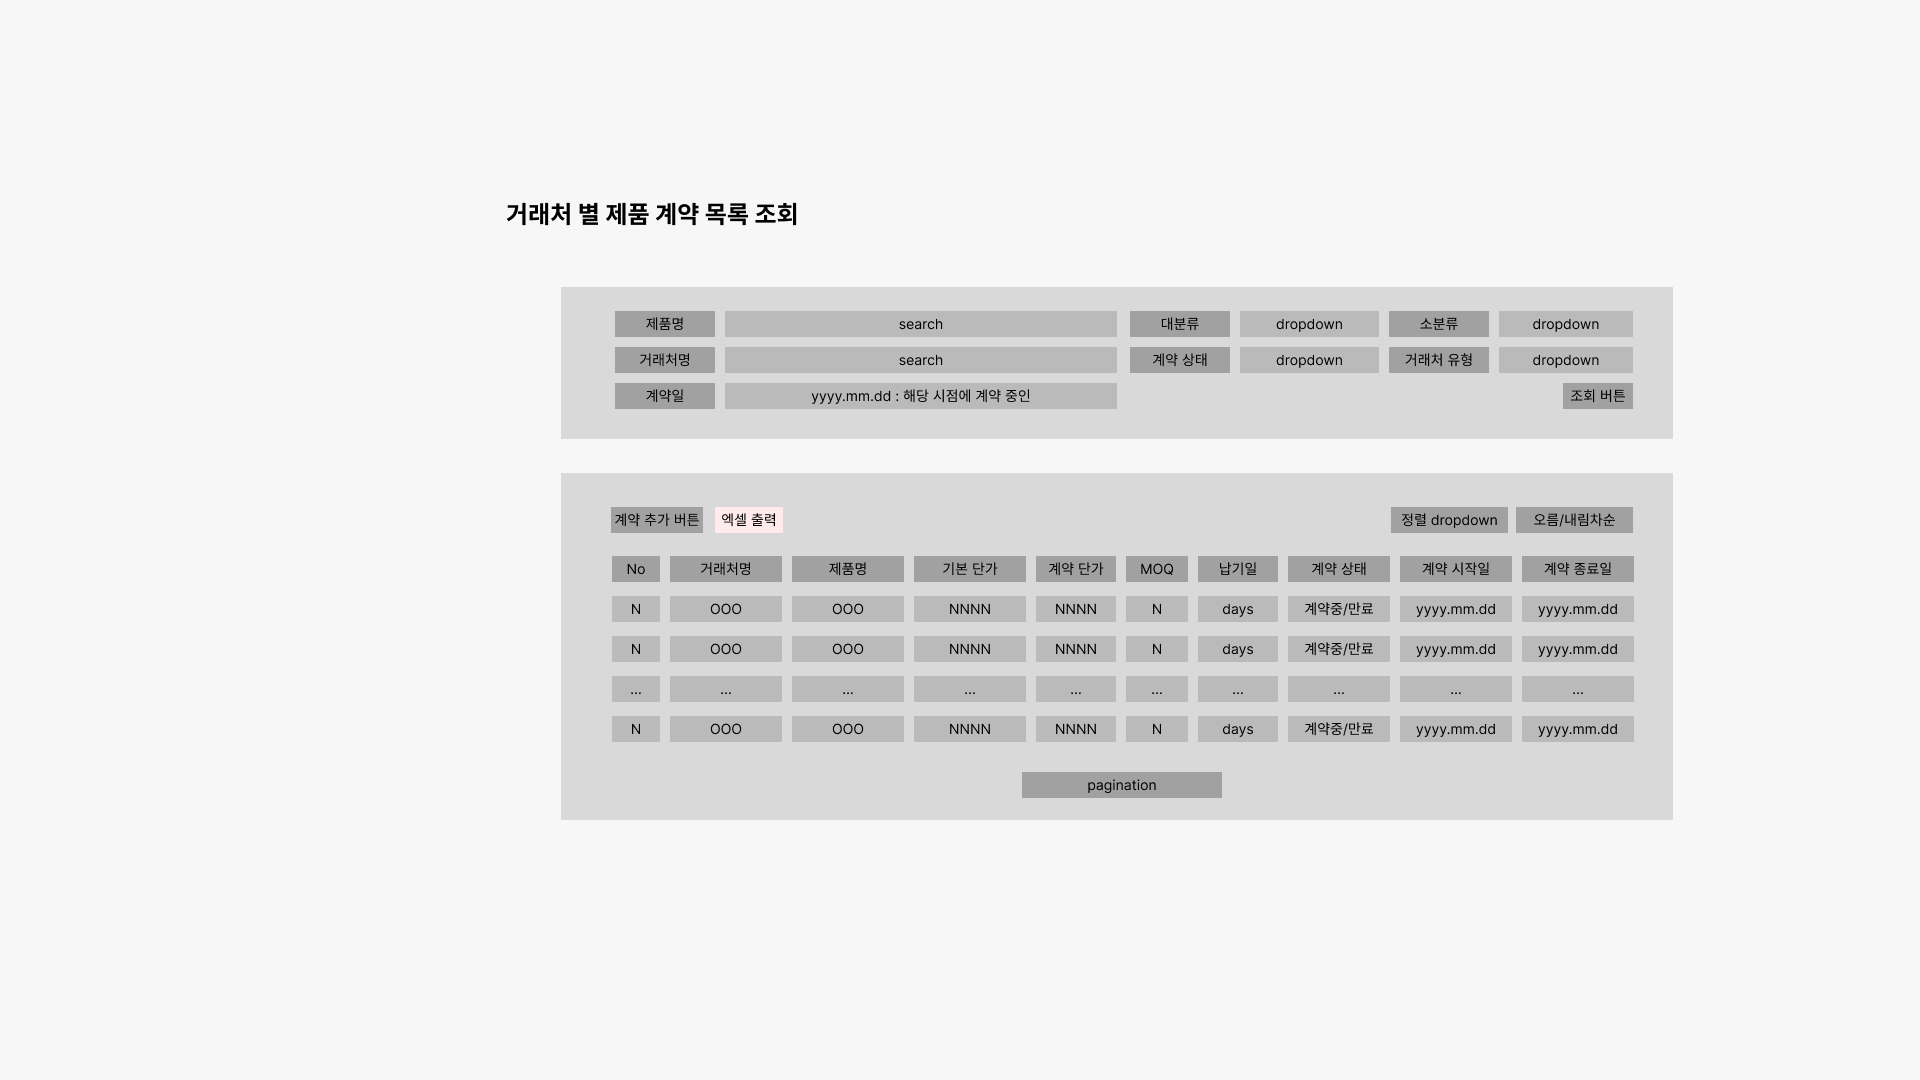 거래처 별 제품 계약 목록 조회
제품명 search 대분류 dropdown 소분류 dropdown
거래처명 search 계약 상태 dropdown 거래처 유형 dropdown
계약일 yyyy.mm.dd : 해당 시점에 계약 중인 조회 버튼
계약 추가 버튼 엑셀 출력 정렬 dropdown 오름/내림차순
No 거래처명 제품명 기본 단가 계약 단가 MOQ 납기일 계약 상태 계약 시작일 계약 종료일
N OOO OOO NNNN NNNN N days 계약중/만료 yyyy.mm.dd yyyy.mm.dd
N OOO OOO NNNN NNNN N days 계약중/만료 yyyy.mm.dd yyyy.mm.dd
... ... ... ... ... ... ... ... ... ...
N OOO OOO NNNN NNNN N days 계약중/만료 yyyy.mm.dd yyyy.mm.dd
pagination